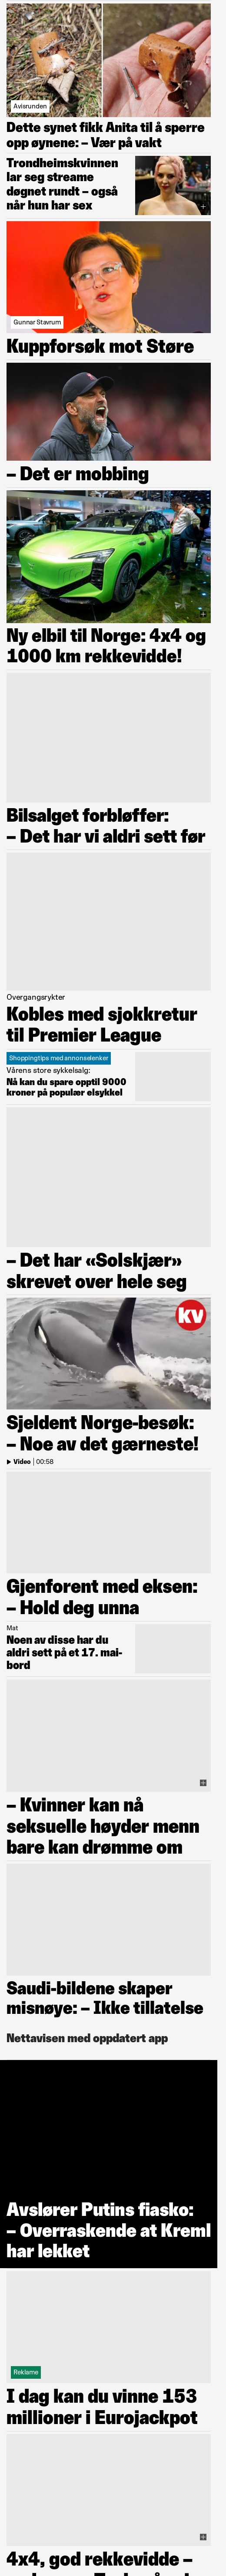 Avisrunden
Dette synet fikk Anita til å sperre
opp øynene: – Vær på vakt
Trondheimskvinnen
lar seg streame
døgnet rundt – også
når hun har sex
Gunnar Stavrum
Kuppforsøk mot Støre
– Det er mobbing
Ny elbil til Norge: 4x4 og
1000 km rekkevidde!
Bilsalget forbløffer:
– Det har vi aldri sett før
Overgangsrykter
Kobles med sjokkretur
til Premier League
Shoppingtips med annonselenker
Vårens store sykkelsalg:
Nå kan du spare opptil 9000
kroner på populær elsykkel
– Det har «Solskjær»
skrevet over hele seg
kv
Sjeldent Norge-besøk:
– Noe av det gærneste!
Video | 00:58
Gjenforent med eksen:
– Hold deg unna
Mat
Noen av disse har du
aldri sett på et 17. mai-
bord
– Kvinner kan nå
seksuelle høyder menn
bare kan drømme om
Saudi-bildene skaper
misnøye: – Ikke tillatelse
Nettavisen med oppdatert app
Avslører Putins fiasko:
– Overraskende at Kreml
har lekket
Reklame
I dag kan du vinne 153
millioner i Eurojackpot
4x4, god rekkevidde –